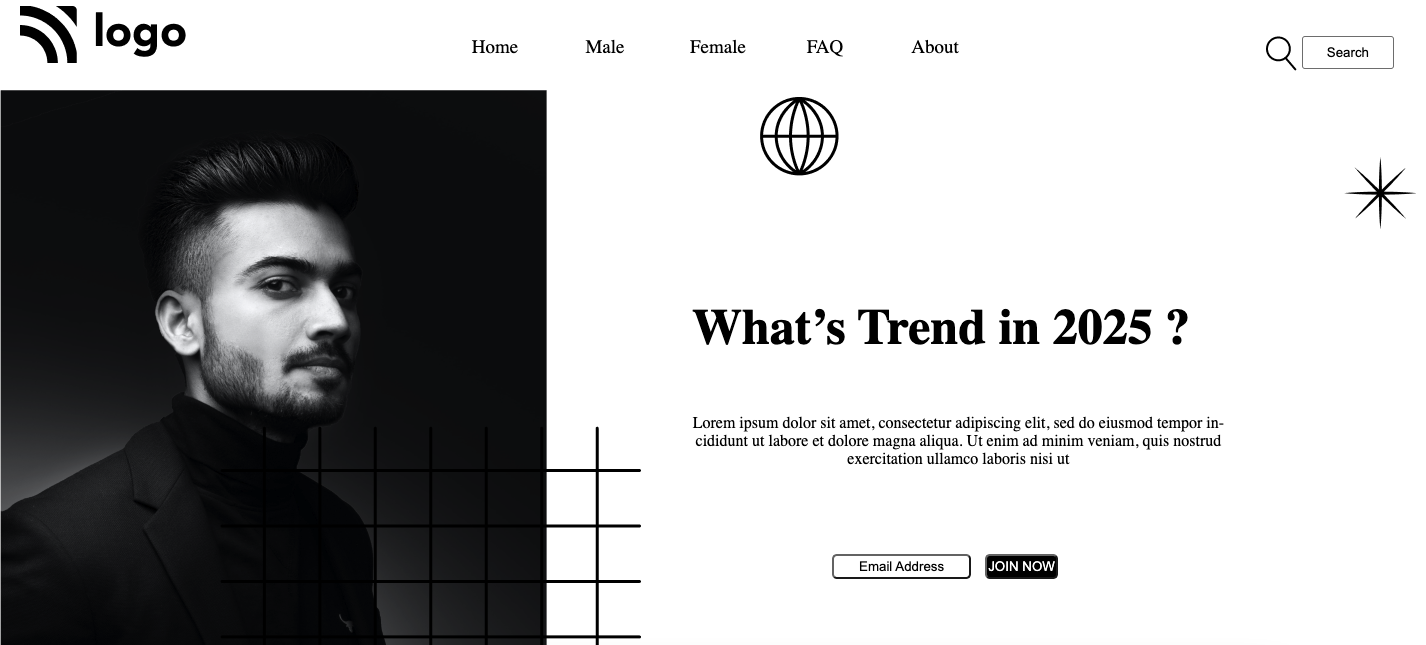 logo
Home
Male
Female
FAQ
About
Search
What's Trend in 2025 ?
Lorem ipsum dolor sit amet, consectetur adipiscing elit, sed do eiusmod tempor in-
cididunt ut labore et dolore magna aliqua. Ut enim ad minim veniam, quis nostrud
exercitation ullamco laboris nisi ut
Email Address
JOIN NOW